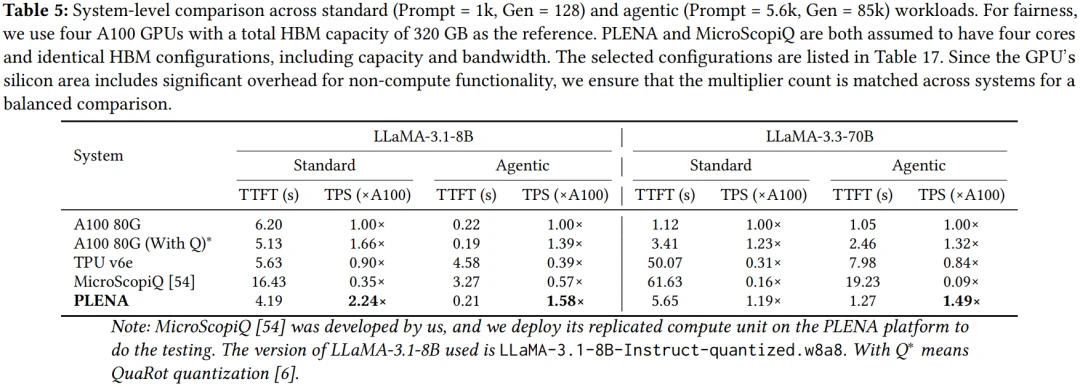 Table 5: System-level comparison across standard (Prompt = 1k, Gen = 128) and agentic (Prompt = 5.6k, Gen = 85k) workloads. For fairness,
we use four A100 GPUs with a total HBM capacity of 320 GB as the reference. PLENA and MicroScopiQ are both assumed to have four cores
and identical HBM configurations, including capacity and bandwidth. The selected configurations are listed in Table 17. Since the GPU's
silicon area includes significant overhead for non-compute functionality, we ensure that the multiplier count is matched across systems for a
balanced comparison.
System LLaMA-3.1-8B LLaMA-3.3-70B
Standard Agentic Standard Agentic
TTFT (s) TPS (×A100) TTFT (s) TPS (×A100) TTFT (s) TPS (×A100) TTFT (s) TPS (×A100)
A100 80G 6.20 1.00× 0.22 1.00× 1.12 1.00× 1.05 1.00×
A100 80G (With Q)* 5.13 1.66× 0.19 1.39× 3.41 1.23× 2.46 1.32×
TPU v6e 5.63 0.90× 4.58 0.39× 50.07 0.31× 7.98 0.84×
MicroScopiQ [54] 16.43 0.35× 3.27 0.57× 61.63 0.16× 19.23 0.09×
PLENA 4.19 2.24× 0.21 1.58× 5.65 1.19× 1.27 1.49×
Note: MicroScopiQ [54] was developed by us, and we deploy its replicated compute unit on the PLENA platform to
do the testing. The version of LLaMA-3.1-8B used is LLaMA-3.1-8B-Instruct-quantized.w8a8. With Q* means
QuaRot quantization [6].